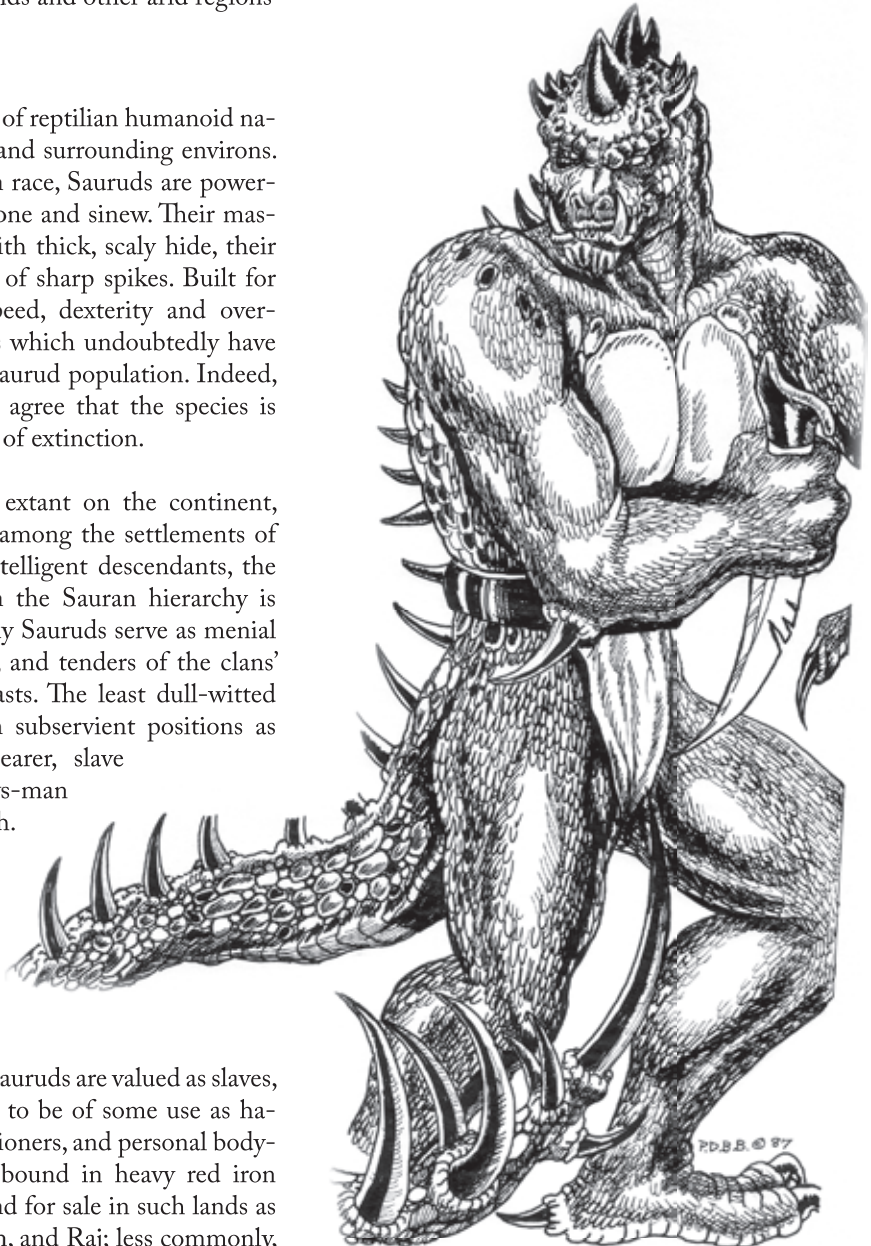 nds and other arid regions
of reptilian humanoid na-
and surrounding environs.
n race, Sauruds are power-
one and sinew. Their mas-
ith thick, scaly hide, their
of sharp spikes. Built for
peed, dexterity and over-
s which undoubtedly have
aurud population. Indeed,
agree that the species is
of extinction.
extant on the continent,
among the settlements of
telligent descendants, the
n the Sauran hierarchy is
ly Sauruds serve as menial
, and tenders of the clans’
asts. The least dull-witted
n subservient positions as
earer, slave
ys-man
h.
auruds are valued as slaves,
to be of some use as ha-
ioners, and personal body-
bound in heavy red iron
nd for sale in such lands as
n, and Raj; less commonly,
P.D.B.B. © 87